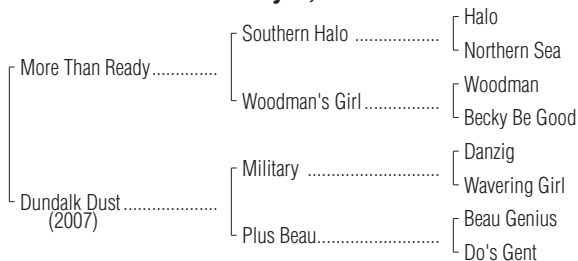 Halo
Southern Halo ..................
Northern Sea
More Than Ready..............
Woodman
Woodman's Girl................
Becky Be Good
Danzig
Military ............................
Wavering Girl
Dundalk Dust....................
(2007)
Beau Genius
Plus Beau..........................
Do's Gent